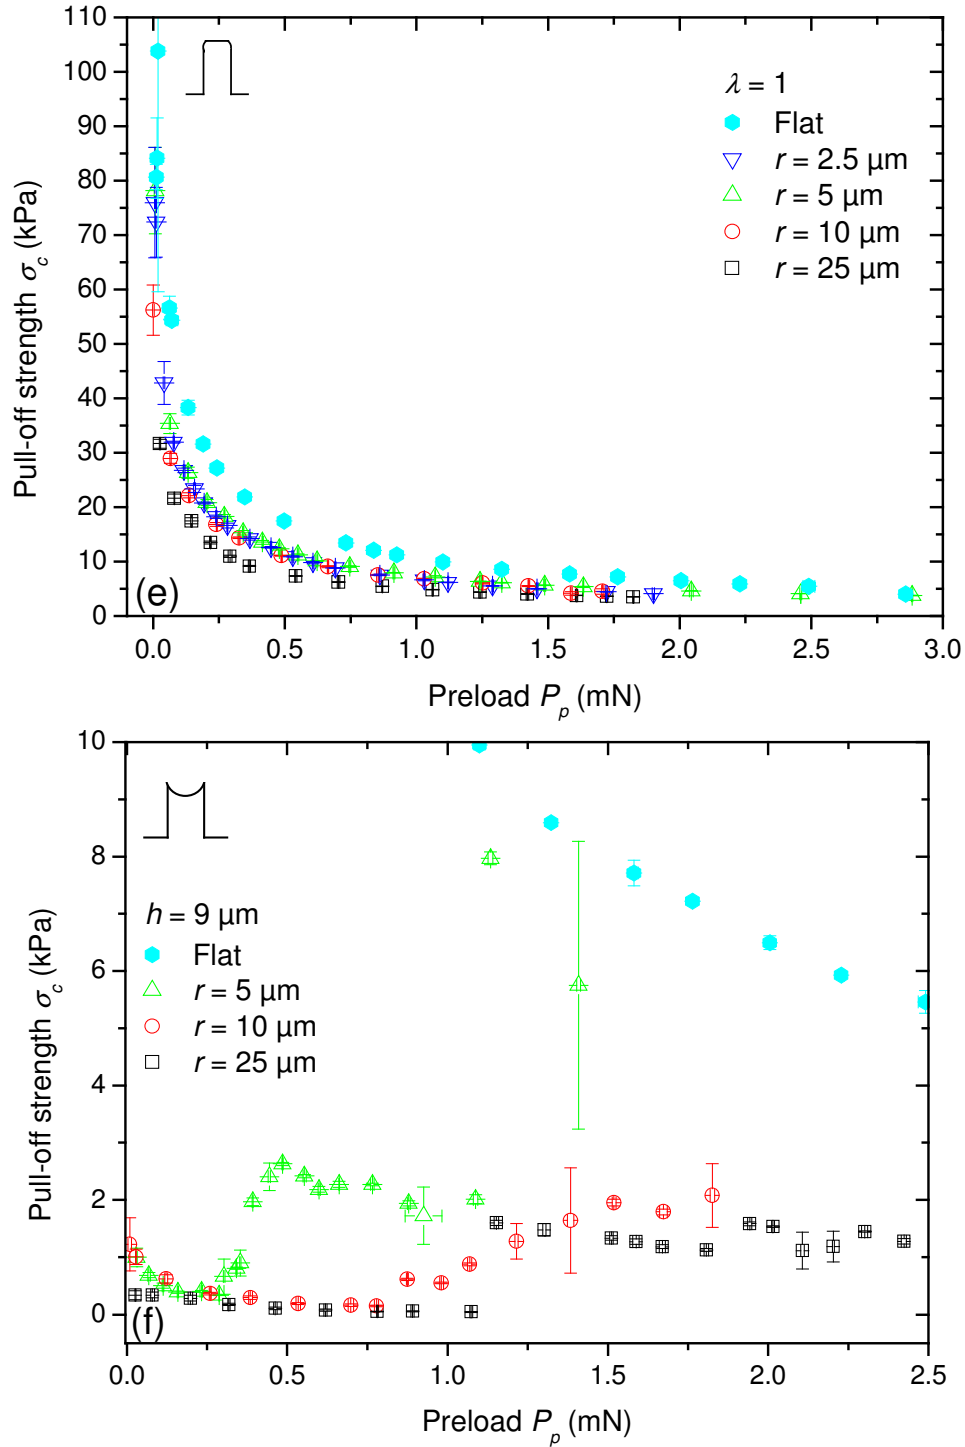 110
100
90
80
70
60
50
40
30
20
10
0
Pull-off strength σc (kPa)
λ = 1
Flat
r = 2.5 µm
r = 5 µm
r = 10 µm
r = 25 µm
(e)
0.0 0.5 1.0 1.5 2.0 2.5 3.0
Preload Pp (mN)
10
8
6
4
2
0
Pull-off strength σc (kPa)
h = 9 µm
Flat
r = 5 µm
r = 10 µm
r = 25 µm
(f)
0.0 0.5 1.0 1.5 2.0 2.5
Preload Pp (mN)